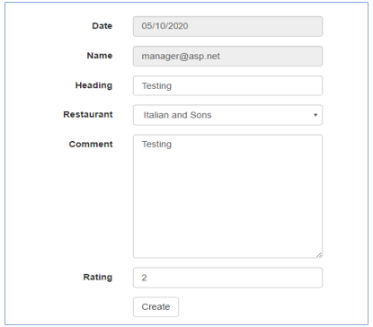 Date 05/10/2020
Name manager@asp.net
Heading Testing
Restaurant Italian and Sons
Comment Testing
Rating 2
Create